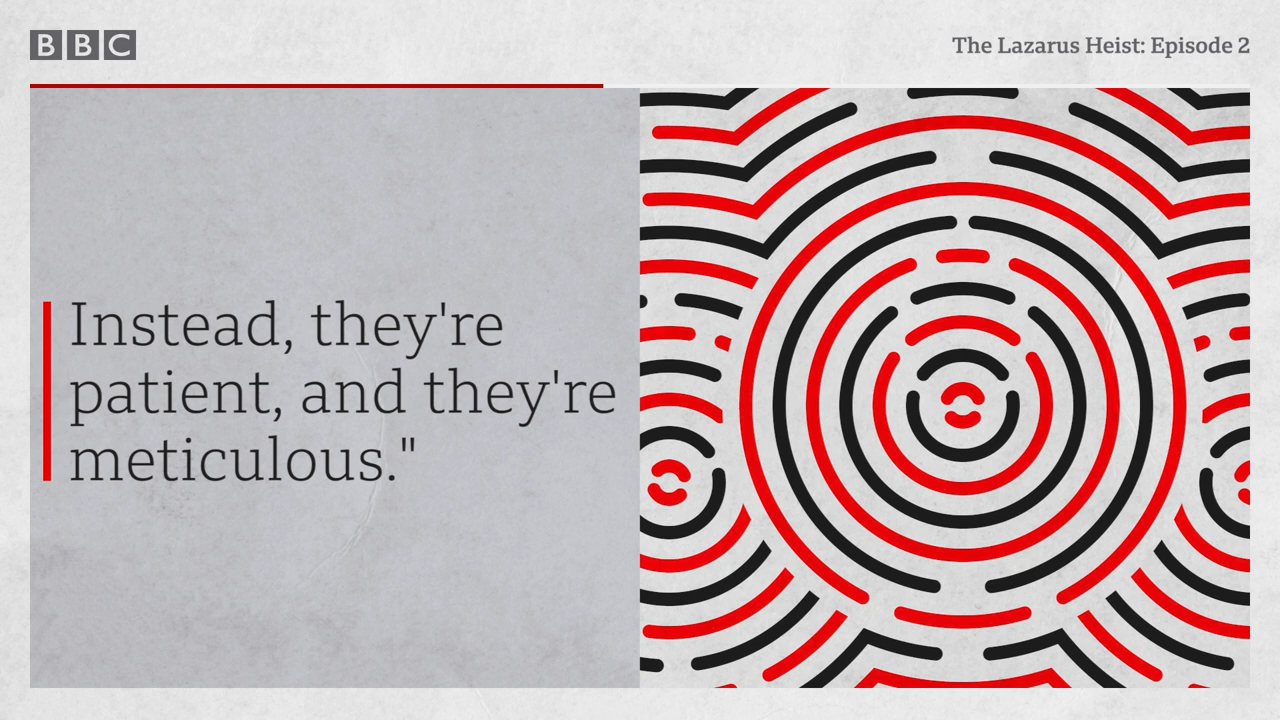 BBC
The Lazarus Heist: Episode 2
Instead, they're
patient, and they're
meticulous."